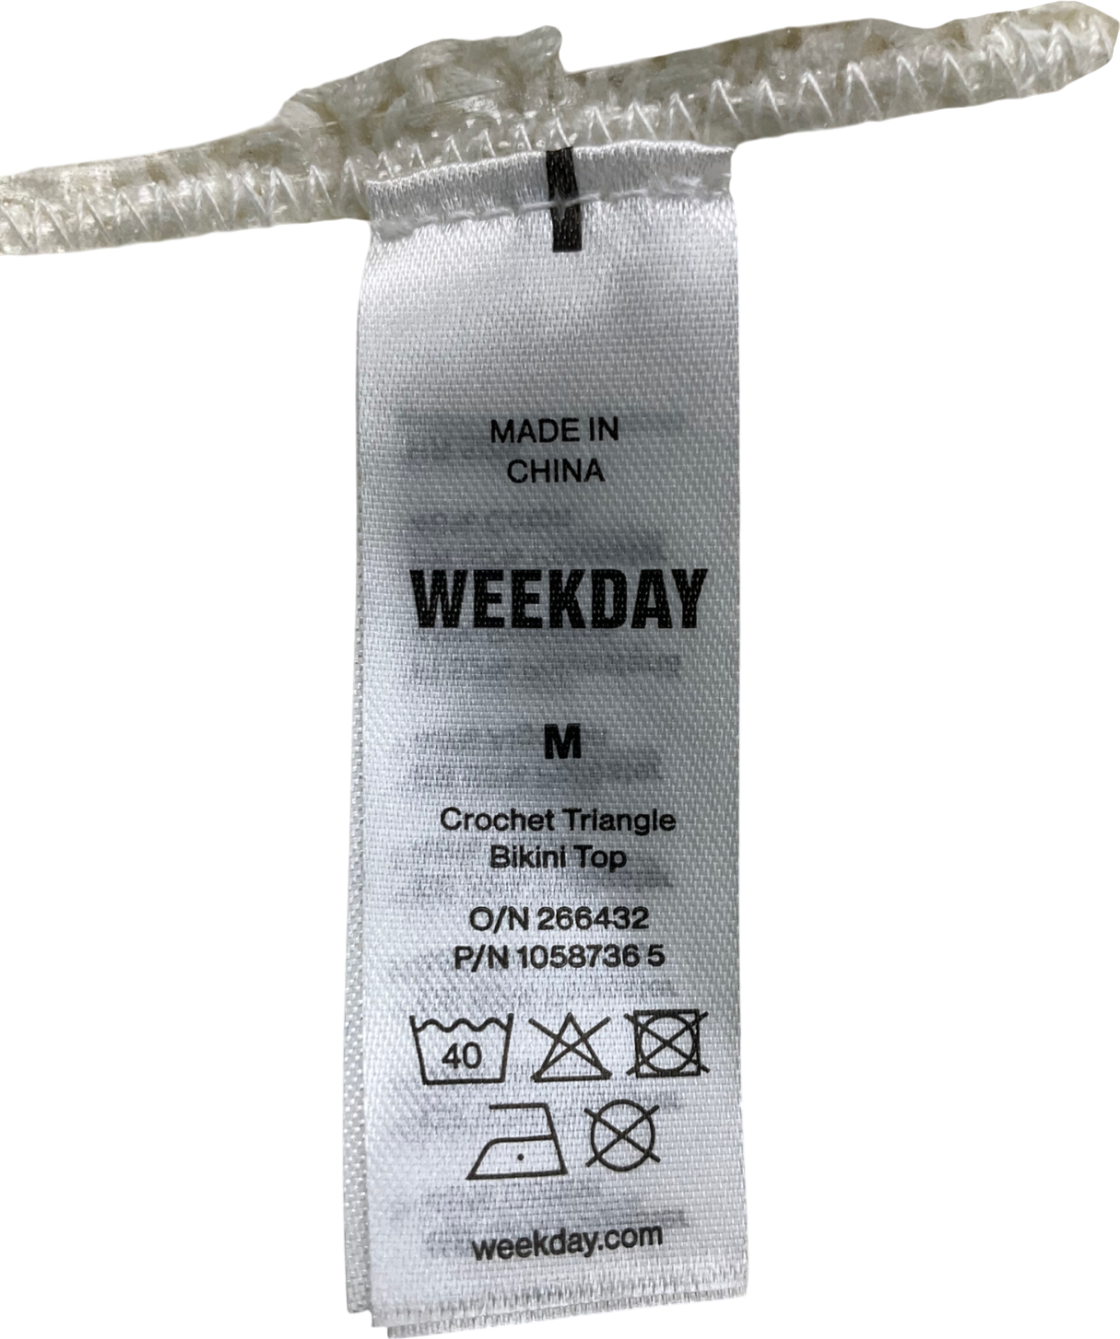 MADE IN
CHINA
WEEKDAY
M
Crochet Triangle
Bikini Top
O/N 266432
P/N 1058736 5
40
weekday.com